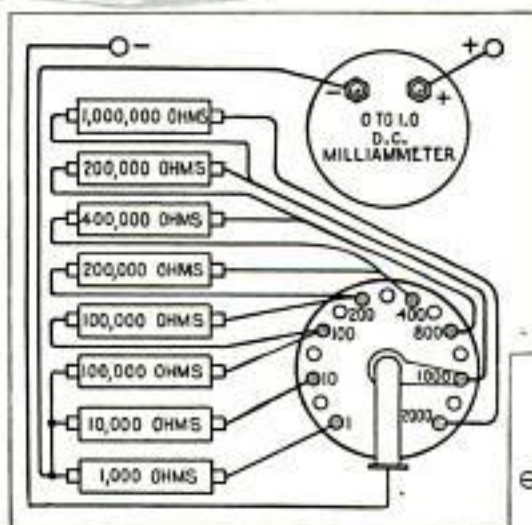 -
+
- +
0 TO 1.0
D.C.
MILLIAMMETER
1,000,000 OHMS
200,000 OHMS
400,000 OHMS
200,000 OHMS
100,000 OHMS
100,000 OHMS
10,000 OHMS
1,000 OHMS
200
400
100
800
10
1000
1
2000